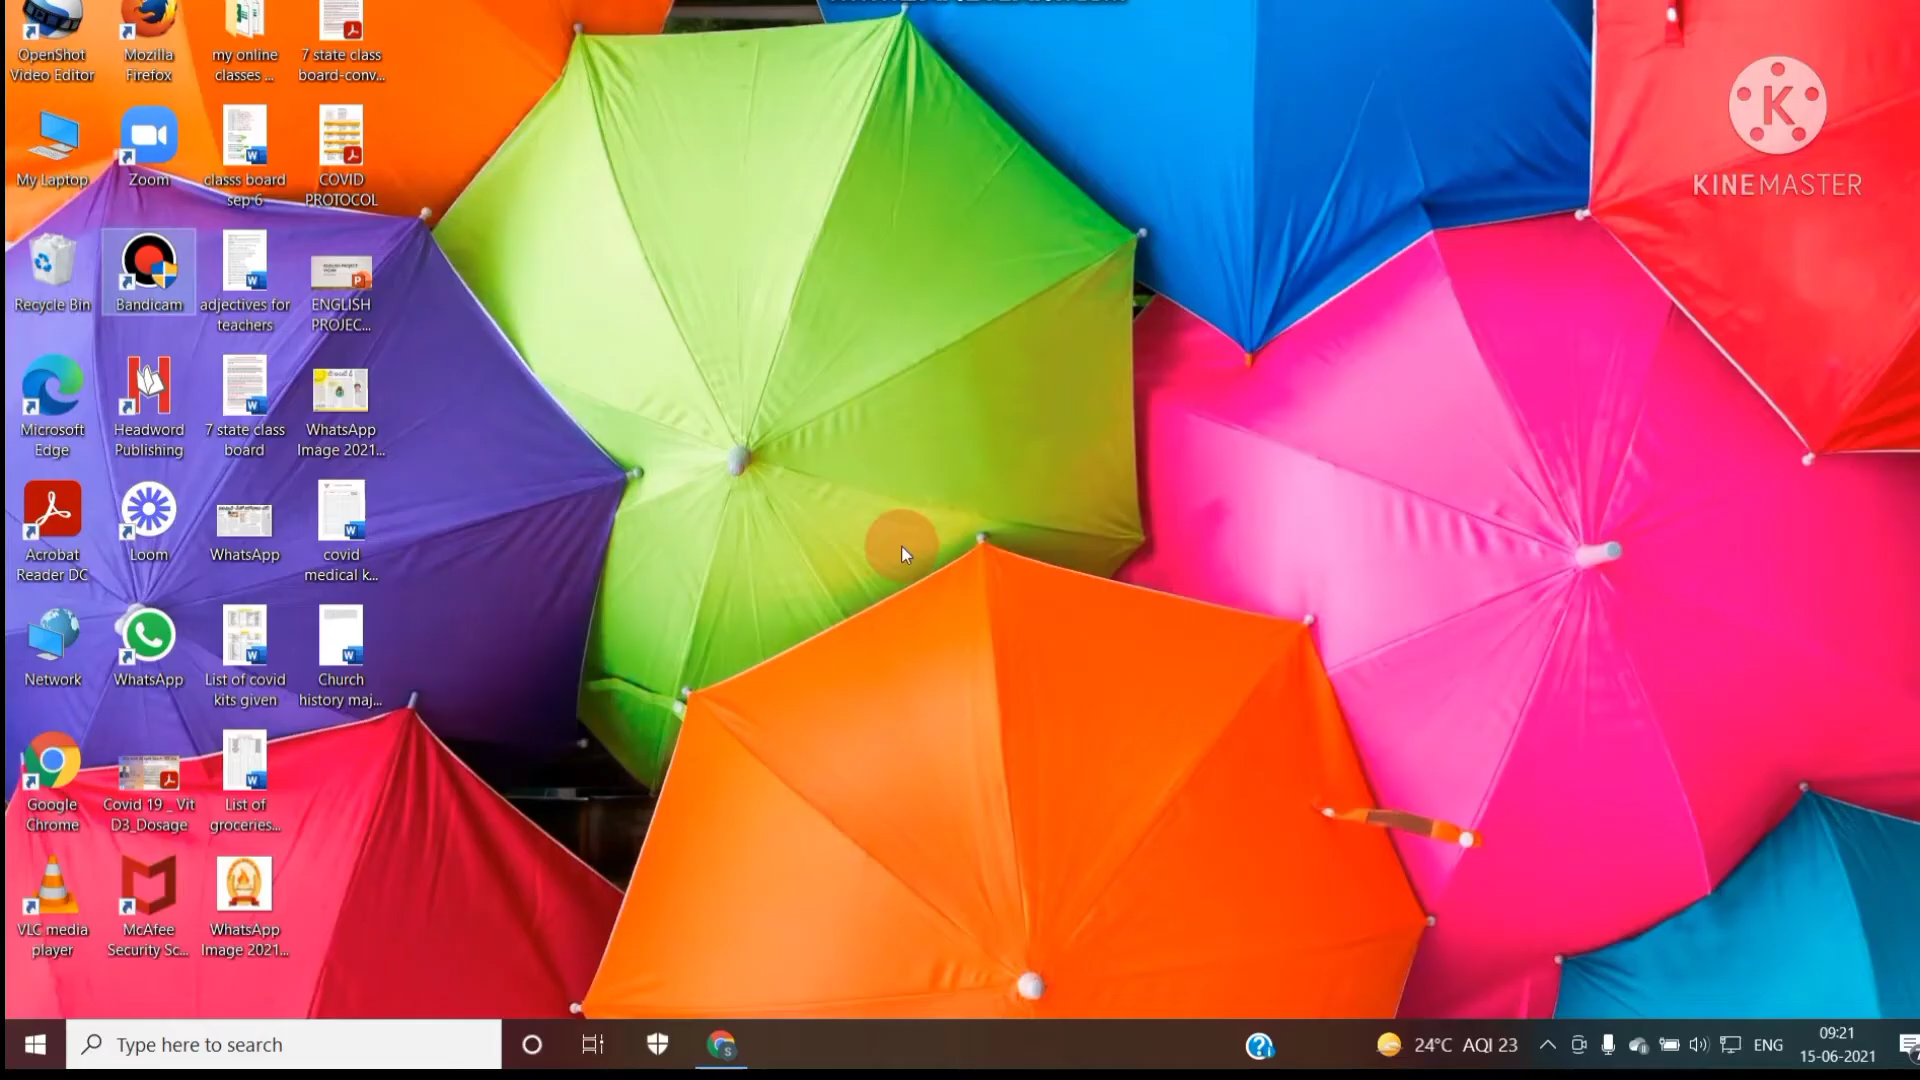 OpenShot
Video Editor
Mozilla
Firefox
my online
classes ...
7 state class
board-conv...
My Laptop
Zoom
classs board
sep 6
COVID
PROTOCOL
Recycle Bin
Bandicam
adjectives for
teachers
ENGLISH
PROJEC...
Microsoft
Edge
Headword
Publishing
7 state class
board
WhatsApp
Image 2021...
Acrobat
Reader DC
Loom
WhatsApp
covid
medical k...
Network
WhatsApp
List of covid
kits given
Church
history maj...
Google
Chrome
Covid 19 _ Vit
D3_Dosage
List of
groceries...
VLC media
player
McAfee
Security Sc...
WhatsApp
Image 2021...
K
KINEMASTER
Type here to search
24°C AQI 23
ENG
09:21
15-06-2021